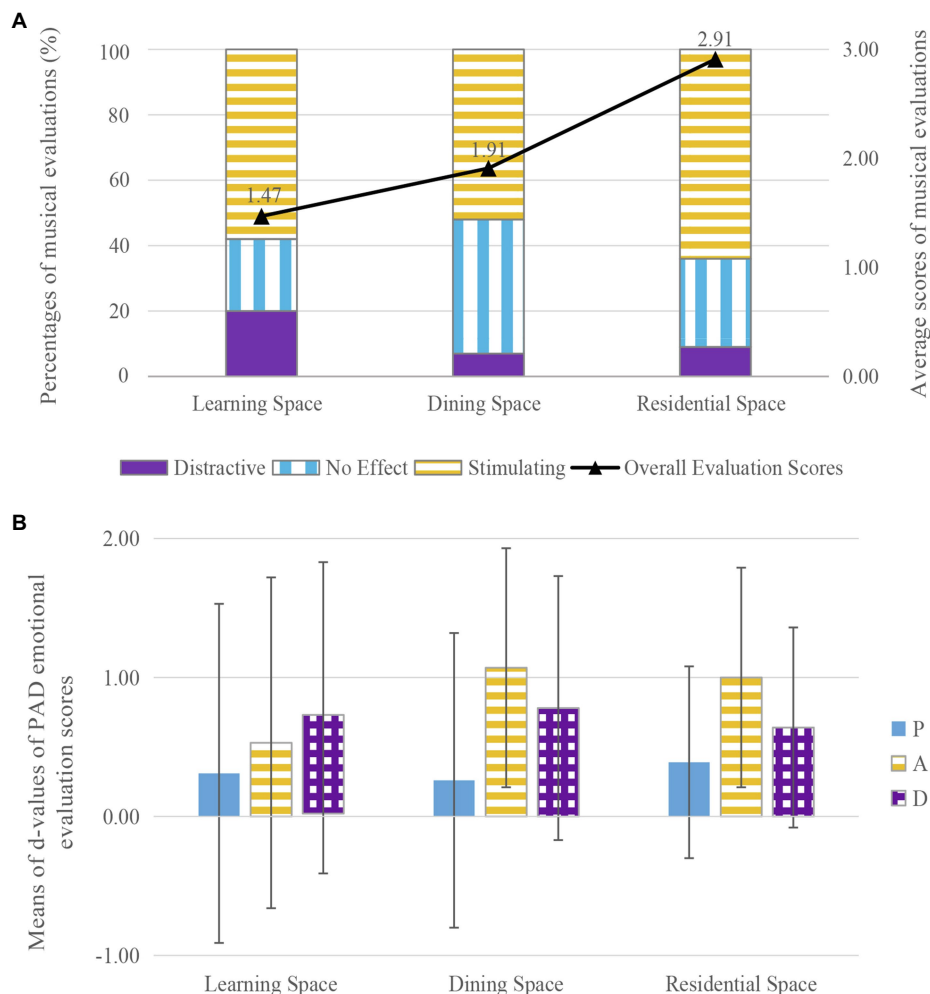 A
Percentages of musical evaluations (%)
100
80
60
40
20
0
1.47
1.91
2.91
3.00
2.00
1.00
0.00
Average scores of musical evaluations
Learning Space
Dining Space
Residential Space
Distractive
No Effect
Stimulating
Overall Evaluation Scores
B
Means of d-values of PAD emotional
evaluation scores
2.00
1.00
0.00
-1.00
P
A
D
Learning Space
Dining Space
Residential Space